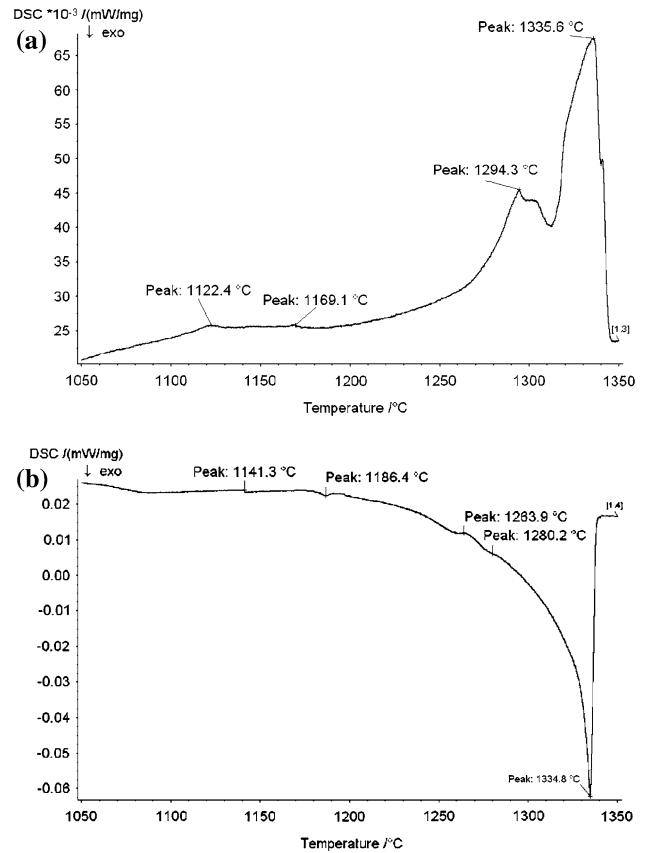 DSC *10-3 /(mW/mg)
(a) ↓ exo
Peak: 1335.6 °C
65
60
55
50
Peak: 1294.3 °C
45
40
35
Peak: 1122.4 °C
30
Peak: 1169.1 °C
25
[1.3]
1050 1100 1150 1200 1250 1300 1350
Temperature /°C
DSC /(mW/mg)
(b) ↓ exo
Peak: 1141.3 °C Peak: 1186.4 °C
0.02
[1.4]
Peak: 1263.9 °C
0.01
Peak: 1280.2 °C
0.00
-0.01
-0.02
-0.03
-0.04
-0.05
Peak: 1334.8 °C
-0.06
1050 1100 1150 1200 1250 1300 1350
Temperature /°C